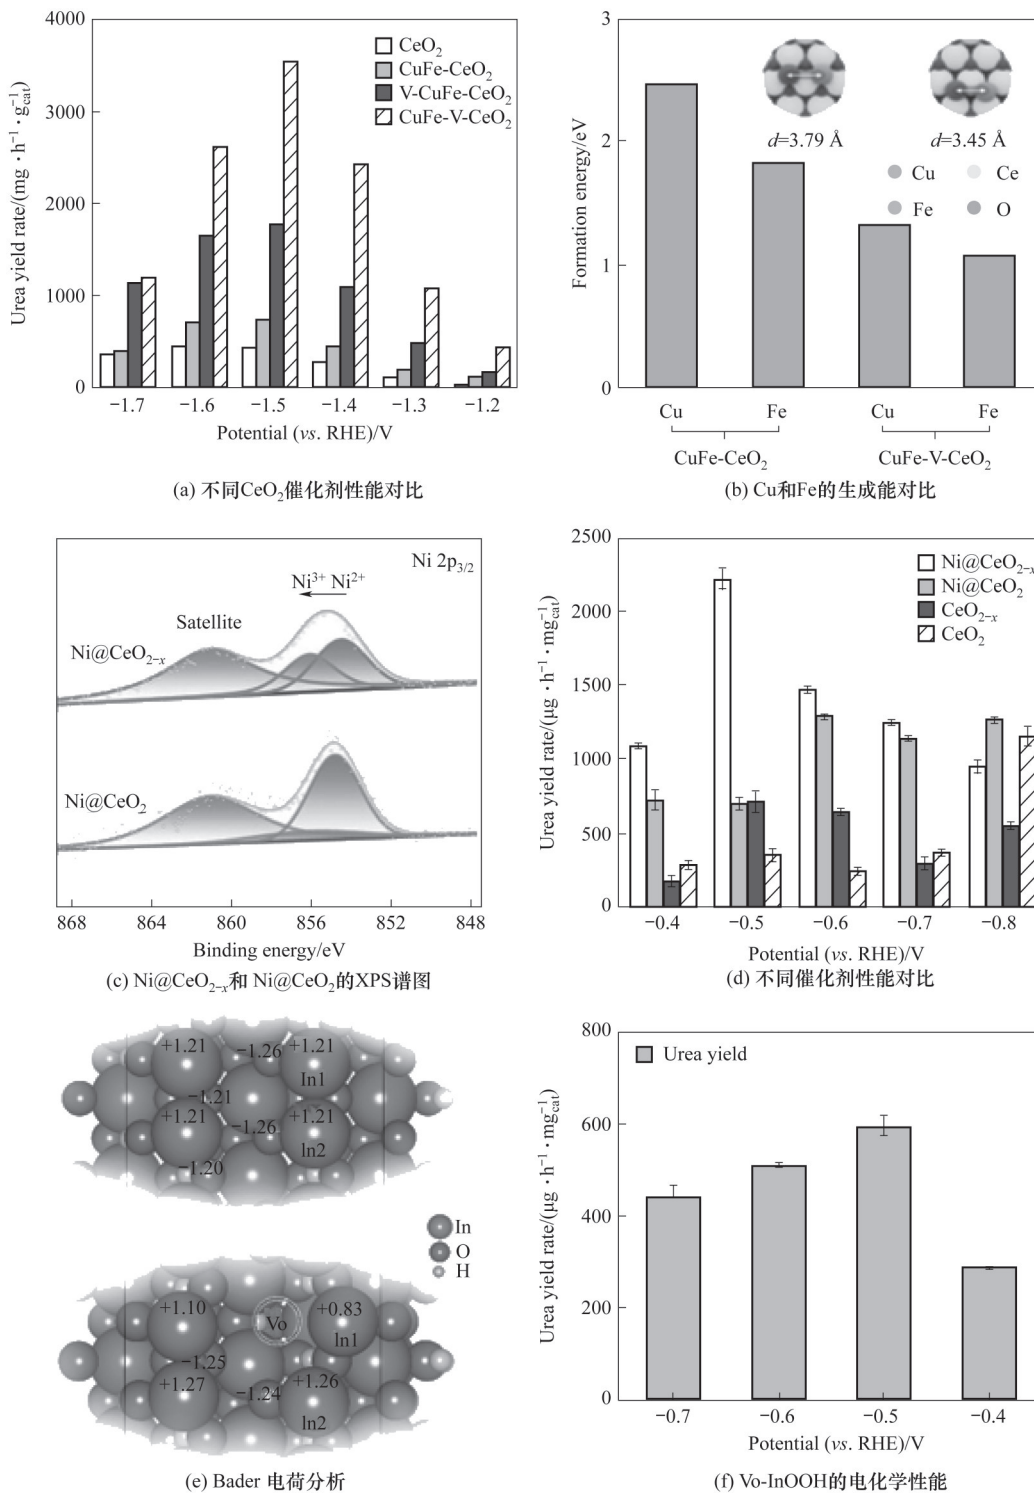 4000
3000
2000
1000
0
Urea yield rate/(mg·h⁻¹·g⁻¹cat)
CeO₂
CuFe-CeO₂
V-CuFe-CeO₂
CuFe-V-CeO₂
−1.7 −1.6 −1.5 −1.4 −1.3 −1.2
Potential (vs. RHE)/V
(a) 不同CeO₂催化剂性能对比
3
2
1
0
Formation energy/eV
d=3.79 Å d=3.45 Å
Cu Ce
Fe O
Cu Fe Cu Fe
CuFe-CeO₂ CuFe-V-CeO₂
(b) Cu和Fe的生成能对比
Ni 2p₃/₂
Ni³⁺ Ni²⁺
Satellite
Ni@CeO₂₋ₓ
Ni@CeO₂
868 864 860 856 852 848
Binding energy/eV
(c) Ni@CeO₂₋ₓ和 Ni@CeO₂的XPS谱图
2500
2000
1500
1000
500
0
Urea yield rate/(μg·h⁻¹·mg⁻¹cat)
Ni@CeO₂₋ₓ
Ni@CeO₂
CeO₂₋ₓ
CeO₂
−0.4 −0.5 −0.6 −0.7 −0.8
Potential (vs. RHE)/V
(d) 不同催化剂性能对比
+1.21 −1.26 +1.21
In1
−1.21
+1.21 −1.26 +1.21
ln2
−1.20
In
O
H
+1.10 Vo +0.83
ln1
−1.25
+1.27 −1.24 +1.26
ln2
(e) Bader 电荷分析
800
600
400
200
0
Urea yield rate/(μg·h⁻¹·mg⁻¹cat)
Urea yield
−0.7 −0.6 −0.5 −0.4
Potential (vs. RHE)/V
(f) Vo-InOOH的电化学性能